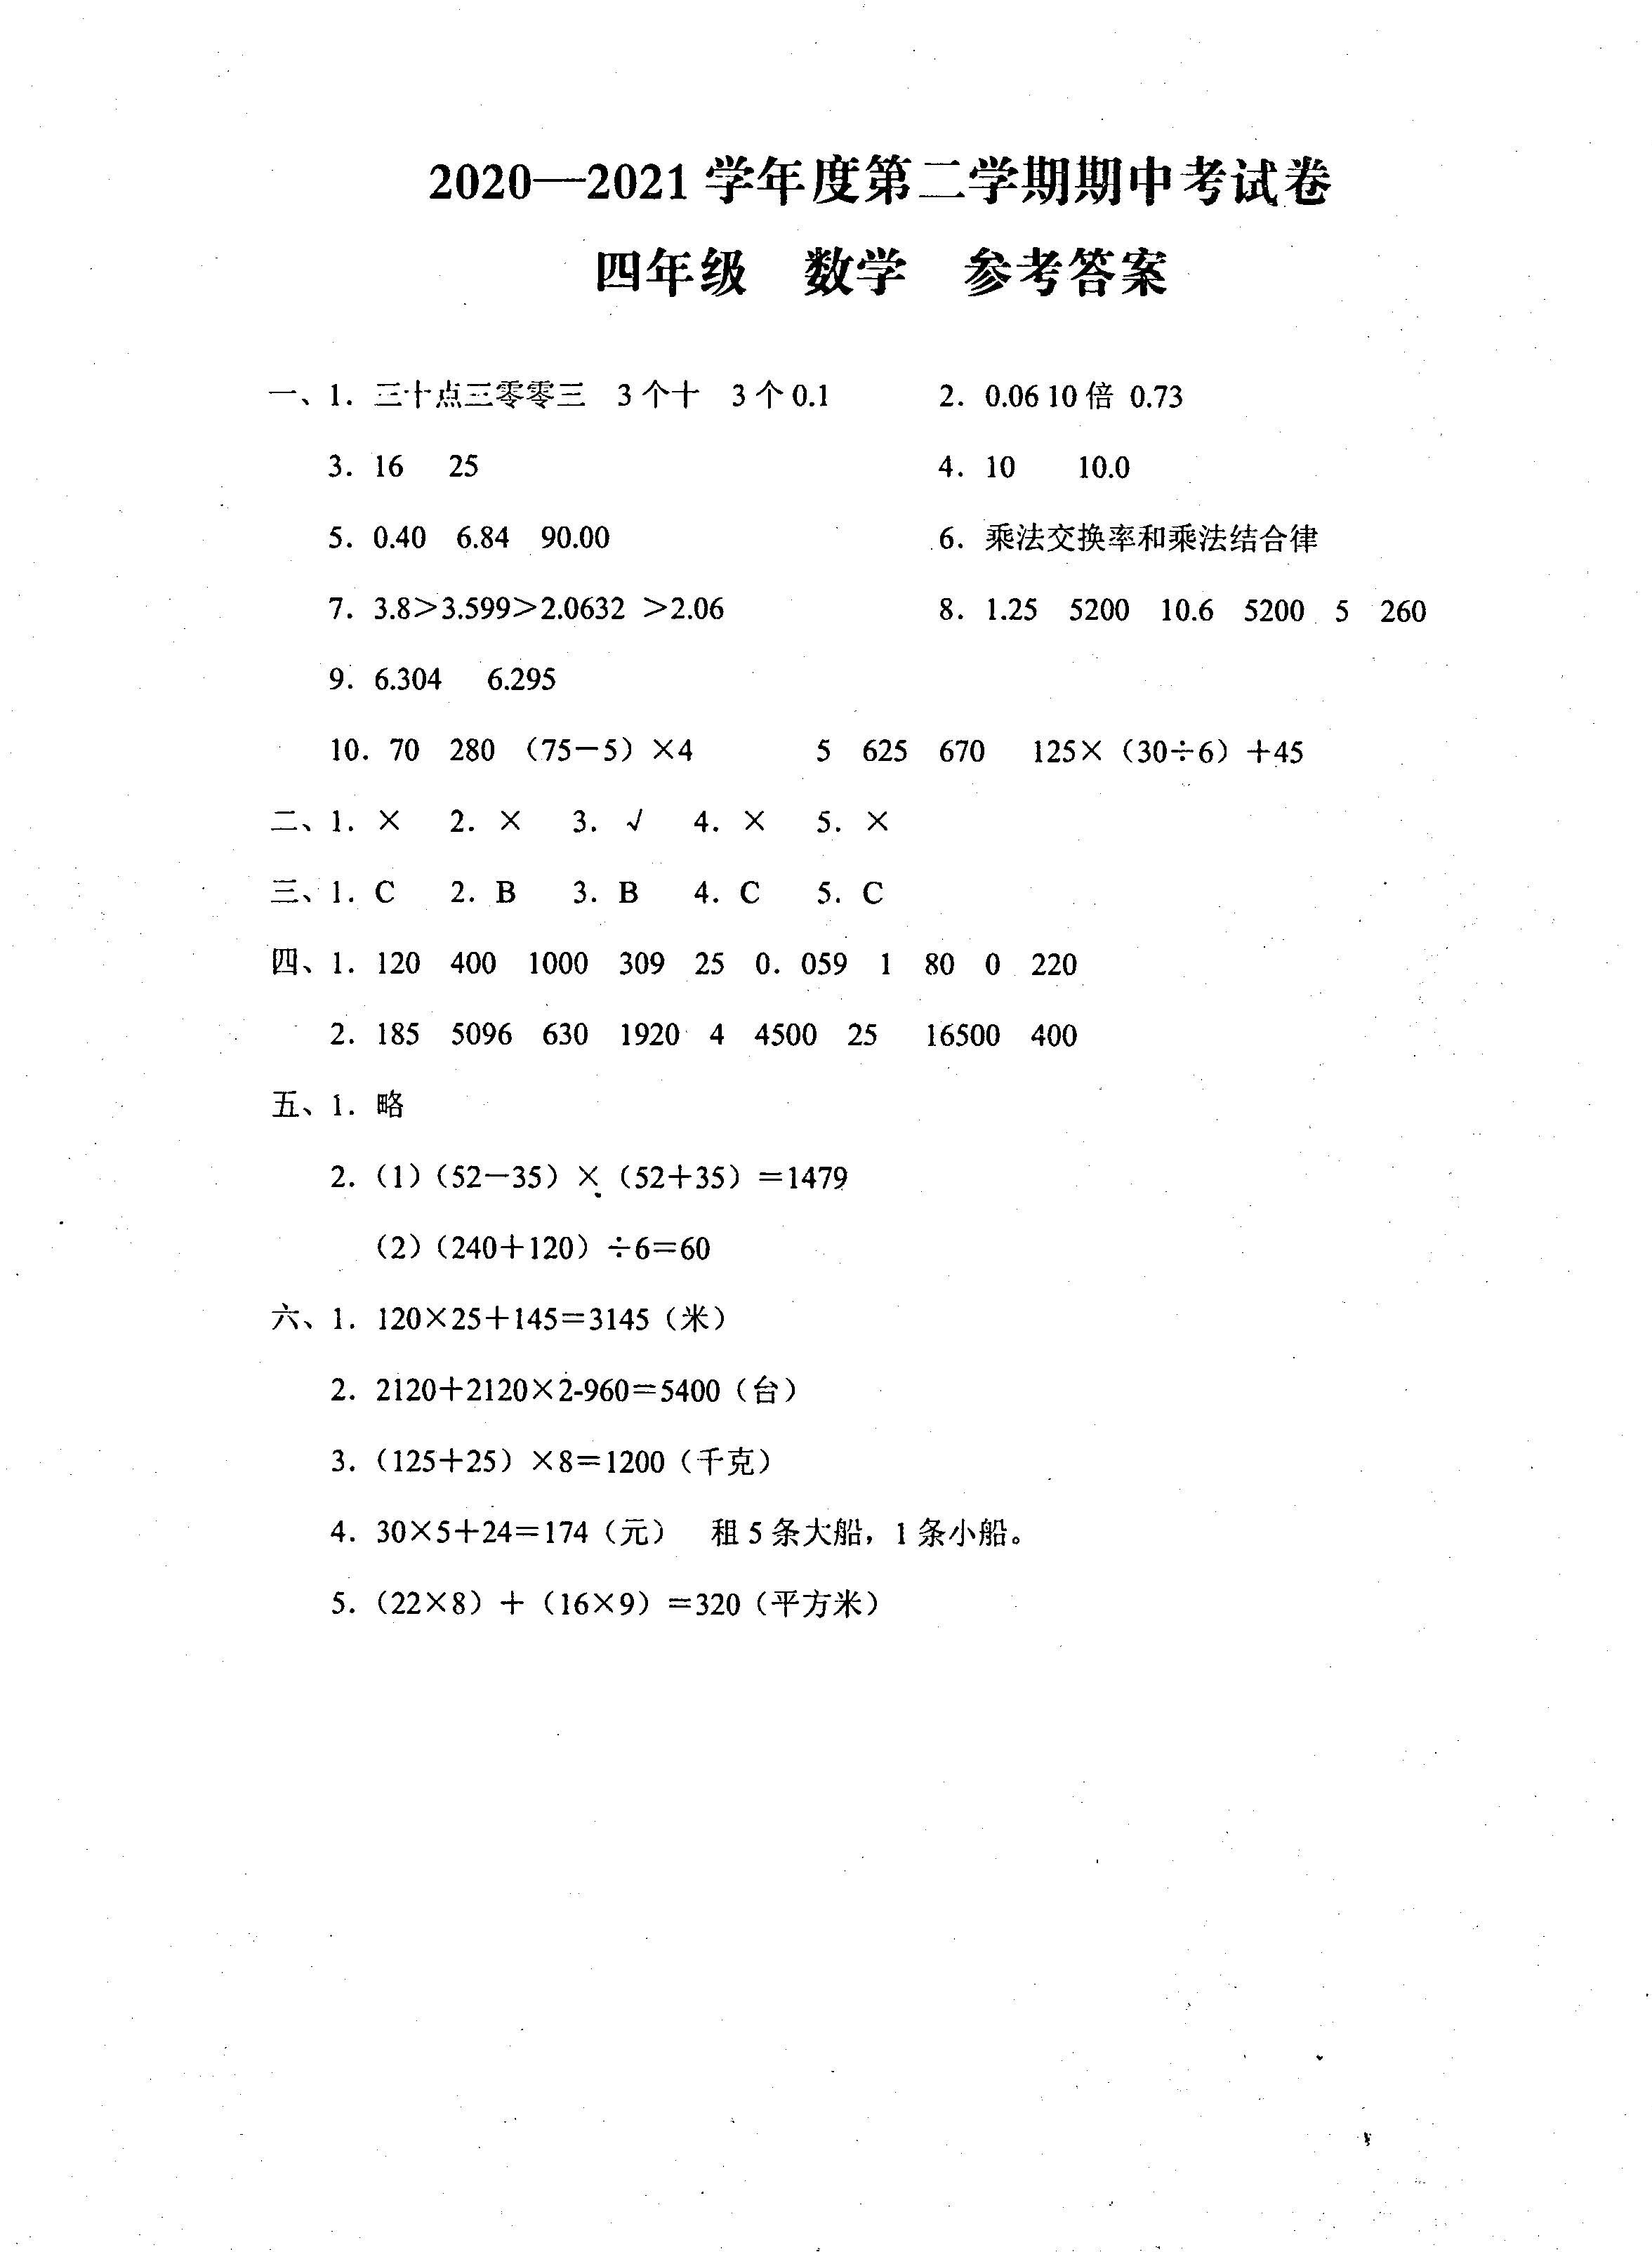 2020—2021 学年度第二学期期中考试卷
四年级 数学 参考答案
一、1. 三十点三零零三 3 个十 3 个 0.1 2. 0.06 10 倍 0.73
3. 16 25 4. 10 10.0
5. 0.40 6.84 90.00 6. 乘法交换率和乘法结合律
7. 3.8＞3.599＞2.0632 ＞2.06 8. 1.25 5200 10.6 5200 5 260
9. 6.304 6.295
10. 70 280 （75－5）×4 5 625 670 125×（30÷6）＋45
二、1. × 2. × 3. √ 4. × 5. ×
三、1. C 2. B 3. B 4. C 5. C
四、1. 120 400 1000 309 25 0. 059 1 80 0 220
2. 185 5096 630 1920 4 4500 25 16500 400
五、1. 略
2.（1）（52－35）×（52＋35）＝1479
（2）（240＋120）÷6＝60
六、1. 120×25＋145＝3145（米）
2. 2120＋2120×2-960＝5400（台）
3.（125＋25）×8＝1200（千克）
4. 30×5＋24＝174（元） 租 5 条大船，1 条小船。
5.（22×8）＋（16×9）＝320（平方米）